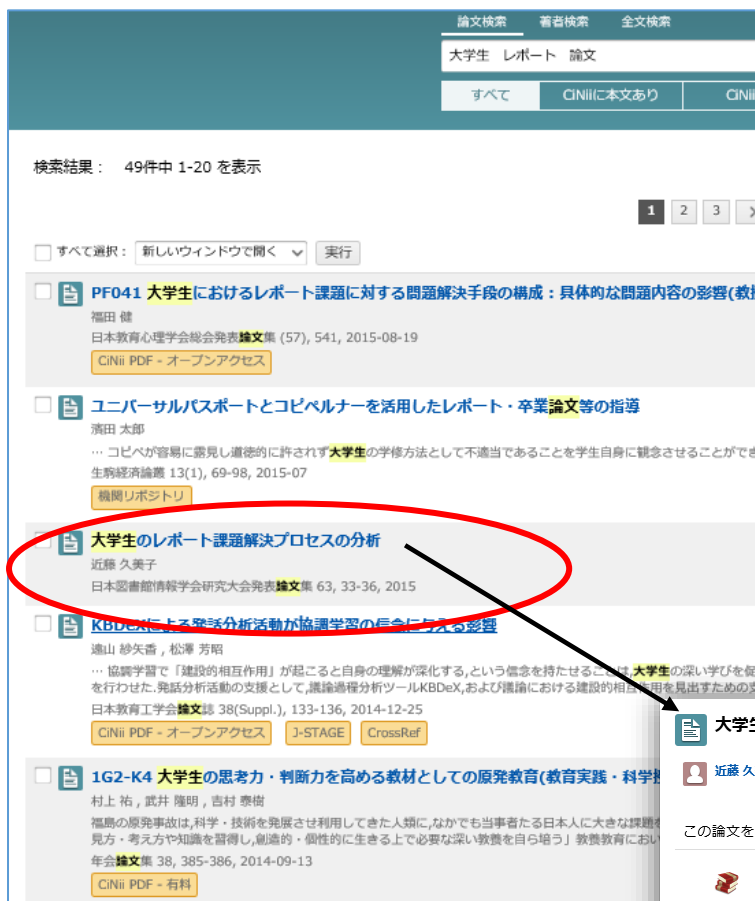 論文検索 著者検索 全文検索
大学生 レポート 論文
すべて CiNiiに本文あり CiNii
検索結果： 49件中 1-20 を表示
1 2 3
すべて選択： 新しいウィンドウで開く 実行
PF041 大学生におけるレポート課題に対する問題解決手段の構成：具体的な問題内容の影響(教
福田 健
日本教育心理学会総会発表論文集 (57), 541, 2015-08-19
CiNii PDF - オープンアクセス
ユニバーサルパスポートとコピペルナーを活用したレポート・卒業論文等の指導
濱田 太郎
… コピペが容易に露見し道徳的に許されず大学生の学修方法として不適当であることを学生自身に観念させることができ
生駒経済論叢 13(1), 69-98, 2015-07
機関リポジトリ
大学生のレポート課題解決プロセスの分析
近藤 久美子
日本図書館情報学会研究大会発表論文集 63, 33-36, 2015
KBDeXによる発話分析活動が協調学習の信念に与える影響
遠山 紗矢香 , 松澤 芳昭
… 協調学習で「建設的相互作用」が起こると自身の理解が深化する,という信念を持たせることは,大学生の深い学びを促
を行わせた.発話分析活動の支援として,議論過程分析ツールKBDeX,および議論における建設的相互作用を見出すための支
日本教育工学会論文誌 38(Suppl.), 133-136, 2014-12-25
CiNii PDF - オープンアクセス J-STAGE CrossRef
大学生
1G2-K4 大学生の思考力・判断力を高める教材としての原発教育(教育実践・科学技
近藤 久
村上 祐 , 武井 隆明 , 吉村 泰樹
福島の原発事故は,科学・技術を発展させ利用してきた人類に,なかでも当事者たる日本人に大きな課題を
この論文を
見方・考え方や知識を習得し,創造的・個性的に生きる上で必要な深い教養を自ら培う」教養教育におい
年会論文集 38, 385-386, 2014-09-13
CiNii PDF - 有料